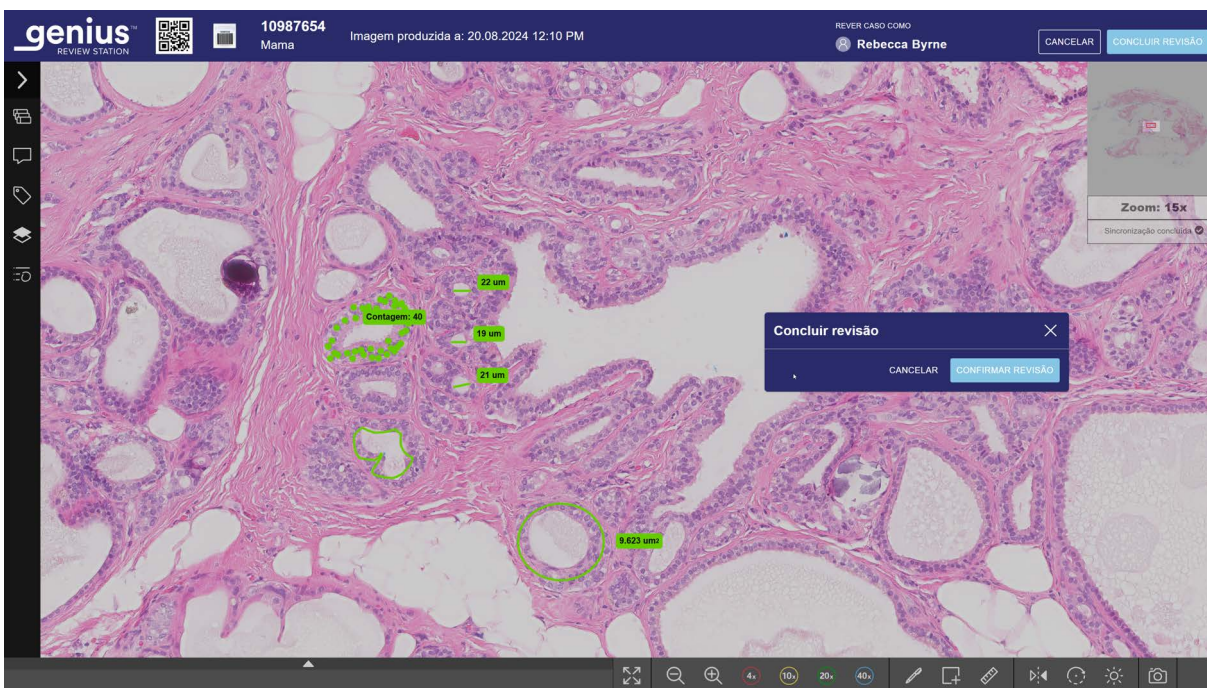 genius™
REVIEW STATION
10987654
Mama
Imagem produzida a: 20.08.2024 12:10 PM
REVER CASO COMO
Rebecca Byrne
CANCELAR
CONCLUIR REVISÃO
Zoom: 15x
Sincronização concluída
22 um
Contagem: 40
19 um
21 um
Concluir revisão
CANCELAR
CONFIRMAR REVISÃO
9.623 um2
4x
10x
20x
40x